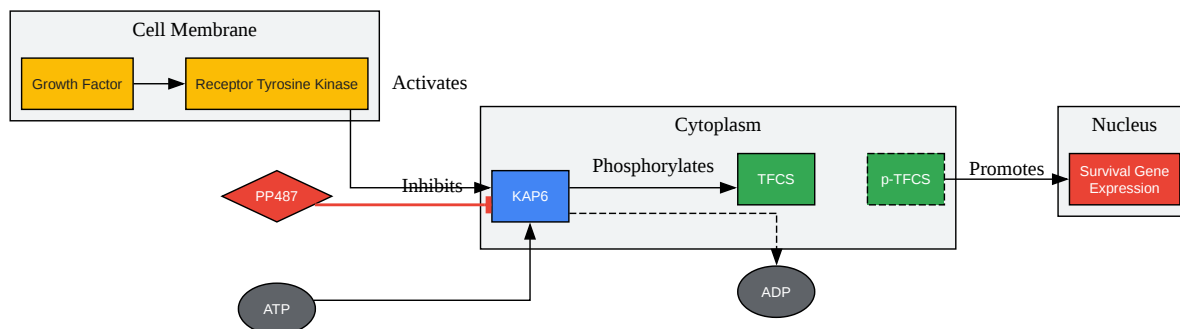 Cell Membrane
Growth Factor
Receptor Tyrosine Kinase
Activates
Cytoplasm
Nucleus
Phosphorylates
TFCS
p-TFCS
Promotes
Survival Gene
Expression
PP487
Inhibits
KAP6
ATP
ADP